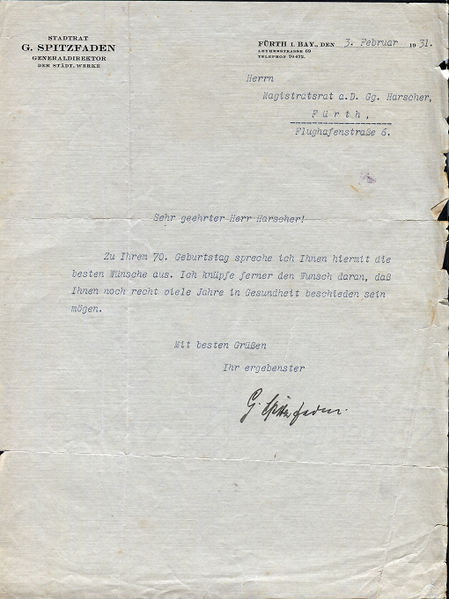 STADTRAT
G. SPITZFADEN
GENERALDIREKTOR
DER STÄDT. WERKE
FÜRTH I. BAY., DEN 3. Februar 1931.
TELEPHON 70472.
Herrn
Magistratsrat a.D. Gg. Harscher,
Fürth,
Flughafenstraße 6.
Sehr geehrter Herr Harscher!
Zu Ihrem 70. Geburtstag spreche ich Ihnen hiermit die
besten Wünsche aus. Ich knüpfe ferner den Wunsch daran, daß
Ihnen noch recht viele Jahre in Gesundheit beschieden sein
mögen.
Mit besten Grüßen
Ihr ergebenster
G. Spitzfaden.